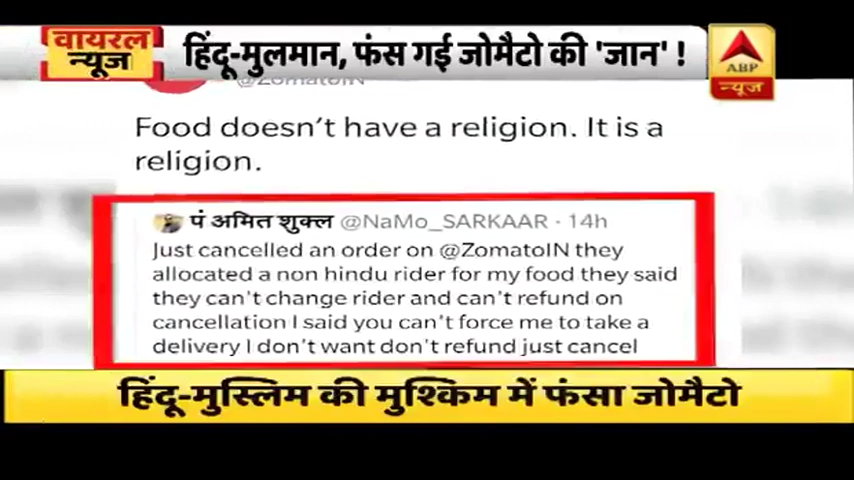 वायरल
न्यूज
हिंदू-मुलमान, फंस गई जोमैटो की 'जान' !
ABP
न्यूज
@ZomatoIN
Food doesn't have a religion. It is a
religion.
पं अमित शुक्ल @NaMo_SARKAAR · 14h
Just cancelled an order on @ZomatoIN they
allocated a non hindu rider for my food they said
they can't change rider and can't refund on
cancellation I said you can't force me to take a
delivery I don't want don't refund just cancel
हिंदू-मुस्लिम की मुश्किम में फंसा जोमैटो